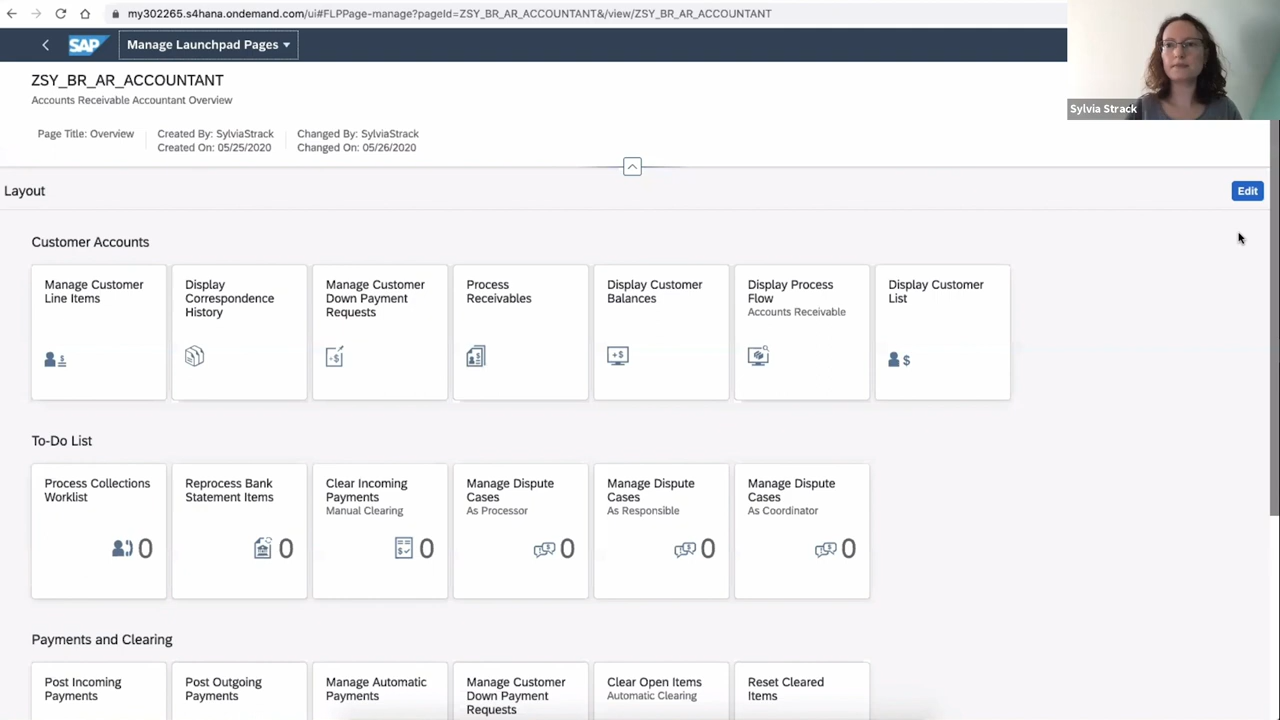 my302265.s4hana.ondemand.com/ui#FLPPage-manage?pageId=ZSY_BR_AR_ACCOUNTANT&/view/ZSY_BR_AR_ACCOUNTANT
SAP
Manage Launchpad Pages
Sylvia Strack
ZSY_BR_AR_ACCOUNTANT
Accounts Receivable Accountant Overview
Page Title: Overview
Created By: SylviaStrack
Created On: 05/25/2020
Changed By: SylviaStrack
Changed On: 05/26/2020
Layout
Edit
Customer Accounts
Manage Customer
Line Items
Display
Correspondence
History
Manage Customer
Down Payment
Requests
Process
Receivables
Display Customer
Balances
Display Process
Flow
Accounts Receivable
Display Customer
List
To-Do List
Process Collections
Worklist
0
Reprocess Bank
Statement Items
0
Clear Incoming
Payments
Manual Clearing
0
Manage Dispute
Cases
As Processor
0
Manage Dispute
Cases
As Responsible
0
Manage Dispute
Cases
As Coordinator
0
Payments and Clearing
Post Incoming
Payments
Post Outgoing
Payments
Manage Automatic
Payments
Manage Customer
Down Payment
Requests
Clear Open Items
Automatic Clearing
Reset Cleared
Items